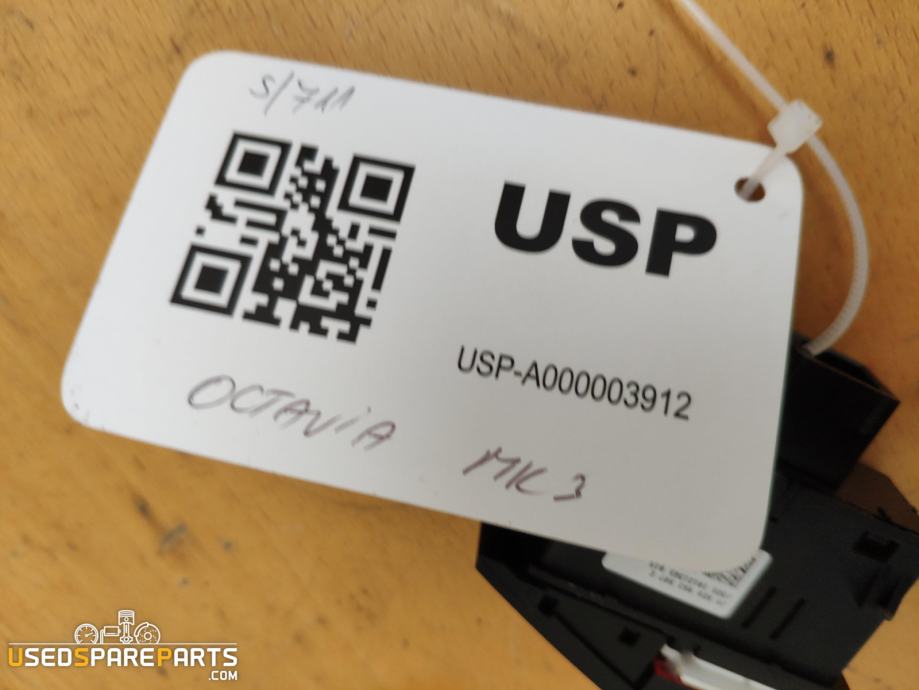 S/711
USP
USP-A000003912
OCTAVIA MK3
USEDSPAREPARTS
.COM